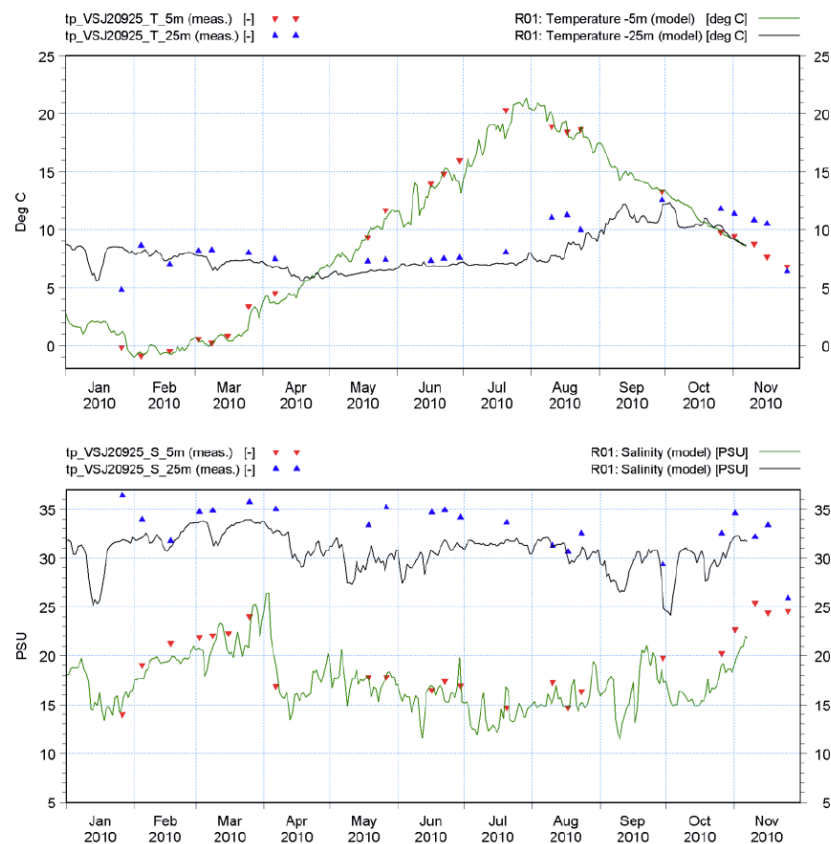 tp_VSJ20925_T_5m (meas.) [-] R01: Temperature -5m (model) [deg C]
tp_VSJ20925_T_25m (meas.) [-] R01: Temperature -25m (model) [deg C]
25 25
20 20
15 15
10 10
5 5
0 0
Deg C
Jan Feb Mar Apr May Jun Jul Aug Sep Oct Nov
2010 2010 2010 2010 2010 2010 2010 2010 2010 2010 2010
tp_VSJ20925_S_5m (meas.) [-] R01: Salinity (model) [PSU]
tp_VSJ20925_S_25m (meas.) [-] R01: Salinity (model) [PSU]
35 35
30 30
25 25
20 20
15 15
10 10
5 5
PSU
Jan Feb Mar Apr May Jun Jul Aug Sep Oct Nov
2010 2010 2010 2010 2010 2010 2010 2010 2010 2010 2010